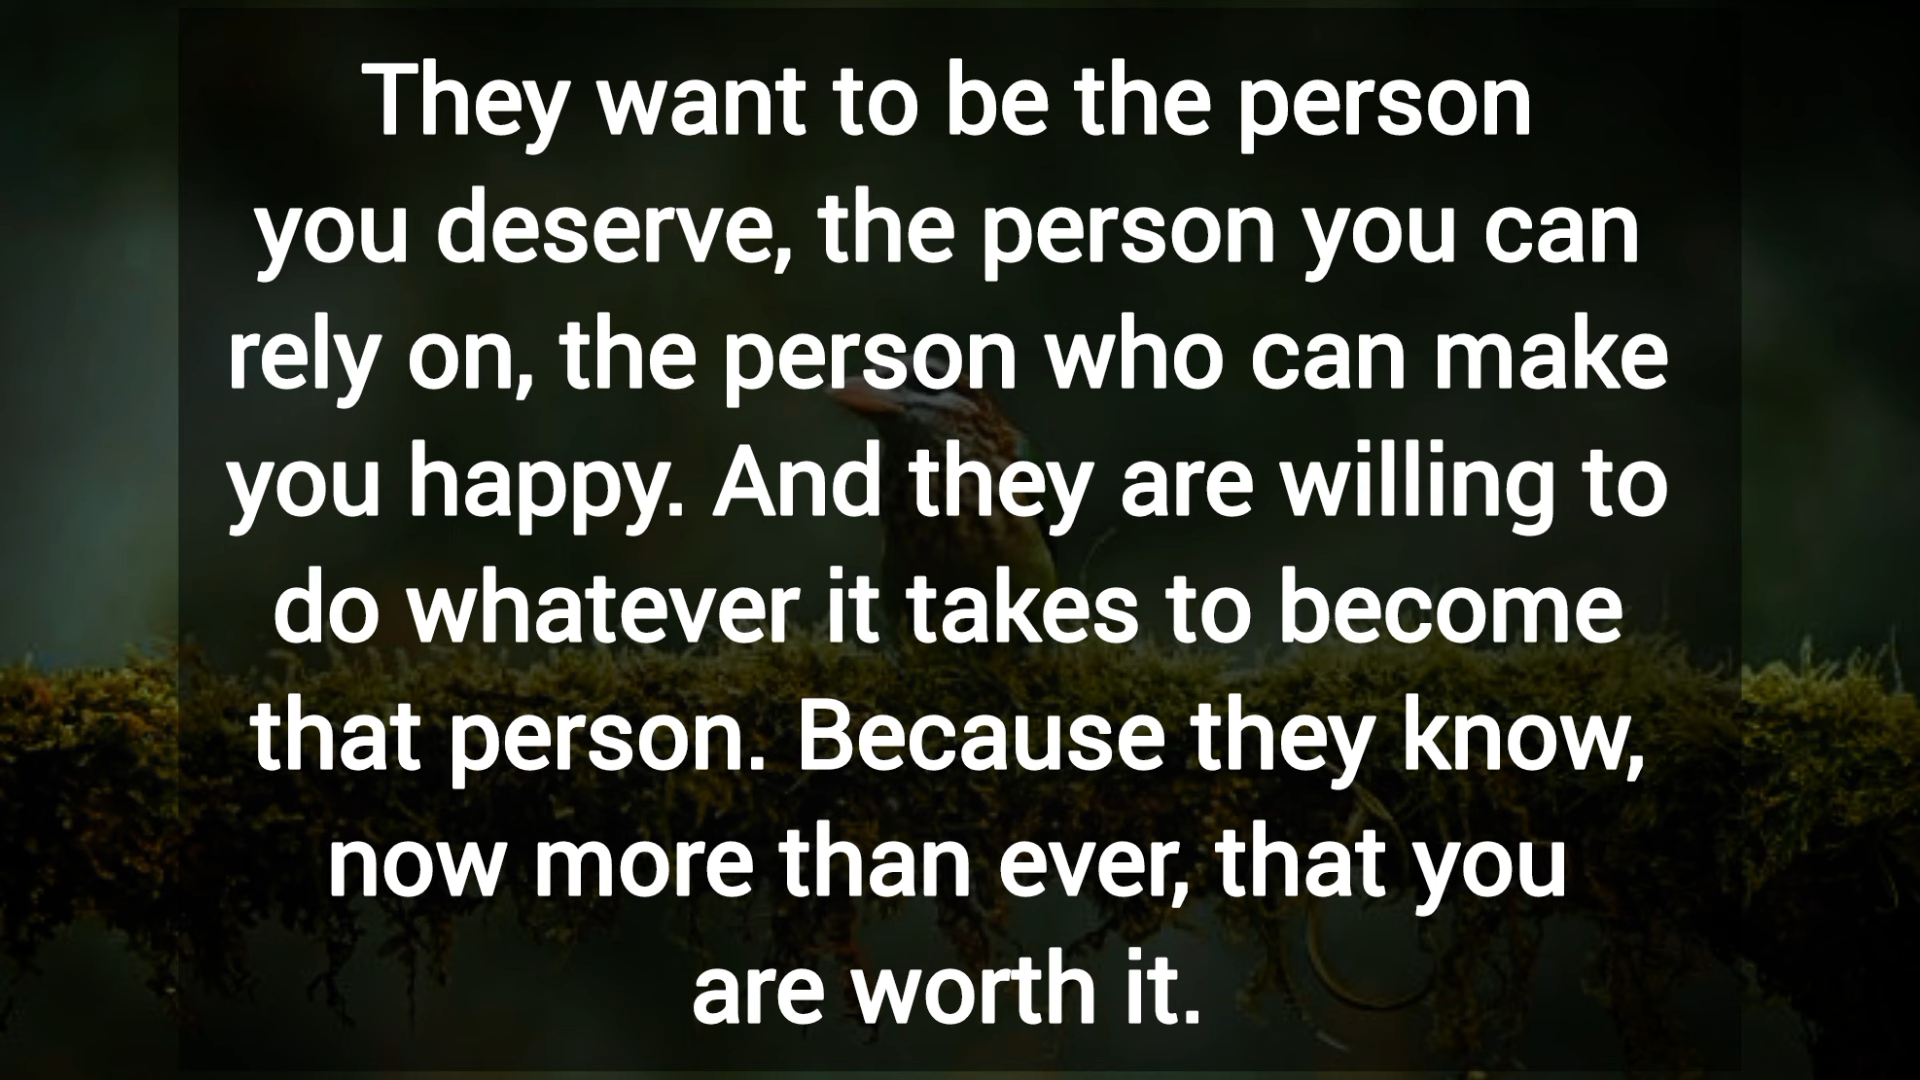 They want to be the person
you deserve, the person you can
rely on, the person who can make
you happy. And they are willing to
do whatever it takes to become
that person. Because they know,
now more than ever, that you
are worth it.